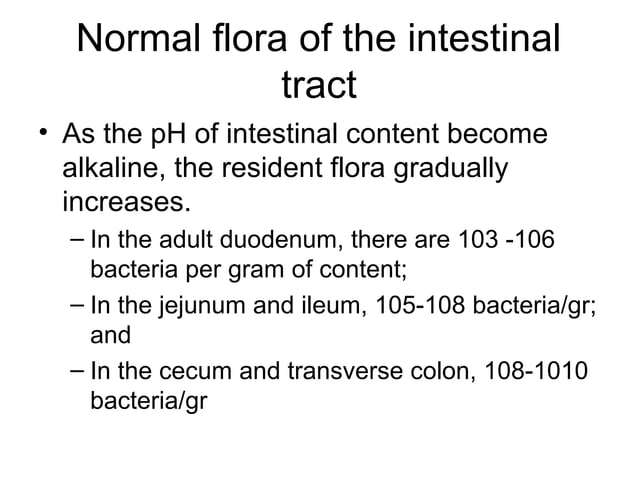 Normal flora of the intestinal
tract
• As the pH of intestinal content become
alkaline, the resident flora gradually
increases.
– In the adult duodenum, there are 103 -106
bacteria per gram of content;
– In the jejunum and ileum, 105-108 bacteria/gr;
and
– In the cecum and transverse colon, 108-1010
bacteria/gr